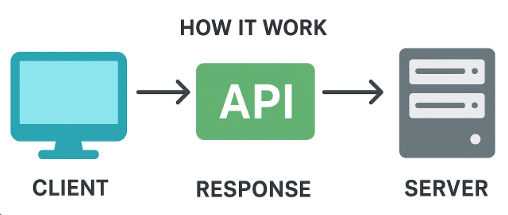 HOW IT WORK
API
CLIENT
RESPONSE
SERVER